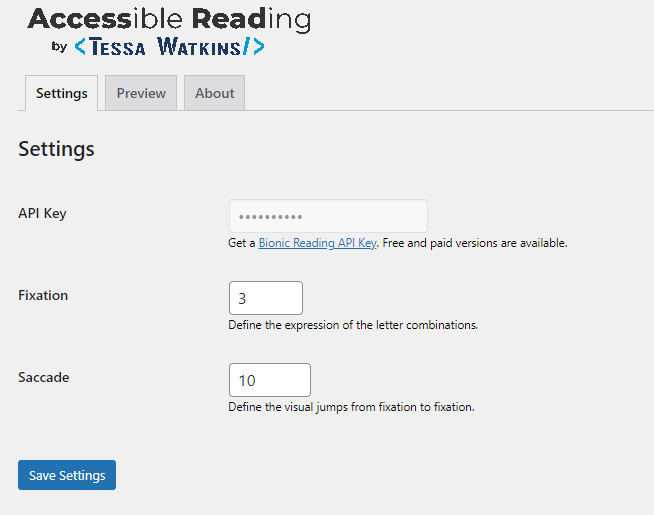 Accessible Reading
by <TESSA WATKINS/>
Settings Preview About
Settings
API Key
••••••••••
Get a Bionic Reading API Key. Free and paid versions are available.
Fixation
3
Define the expression of the letter combinations.
Saccade
10
Define the visual jumps from fixation to fixation.
Save Settings